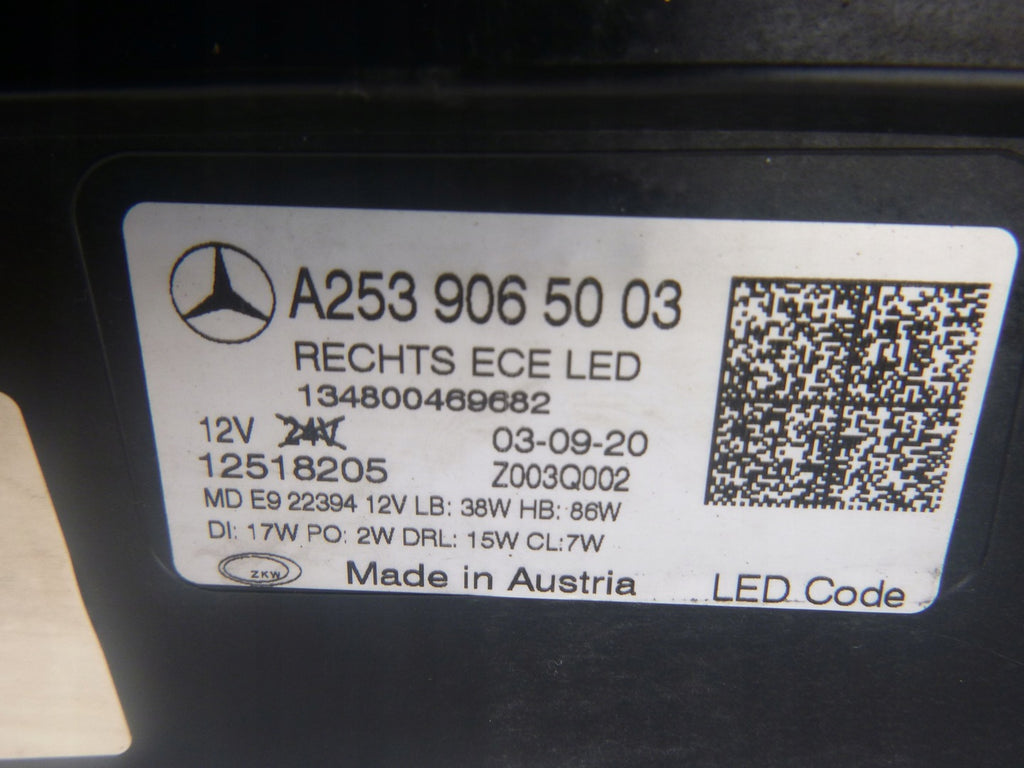 A253 906 50 03
RECHTS ECE LED
134800469682
12V 24V 03-09-20
12518205 Z003Q002
MD E9 22394 12V LB: 38W HB: 86W
DI: 17W PO: 2W DRL: 15W CL:7W
ZKW Made in Austria LED Code